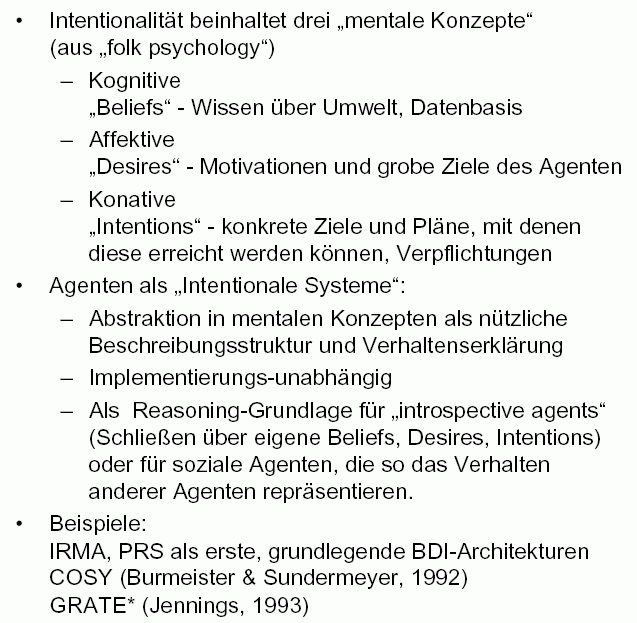 • Intentionalität beinhaltet drei „mentale Konzepte“
(aus „folk psychology“)
– Kognitive
„Beliefs“ - Wissen über Umwelt, Datenbasis
– Affektive
„Desires“ - Motivationen und grobe Ziele des Agenten
– Konative
„Intentions“ - konkrete Ziele und Pläne, mit denen
diese erreicht werden können, Verpflichtungen
• Agenten als „Intentionale Systeme“:
– Abstraktion in mentalen Konzepten als nützliche
Beschreibungsstruktur und Verhaltenserklärung
– Implementierungs-unabhängig
– Als Reasoning-Grundlage für „introspective agents“
(Schließen über eigene Beliefs, Desires, Intentions)
oder für soziale Agenten, die so das Verhalten
anderer Agenten repräsentieren.
• Beispiele:
IRMA, PRS als erste, grundlegende BDI-Architekturen
COSY (Burmeister & Sundermeyer, 1992)
GRATE* (Jennings, 1993)